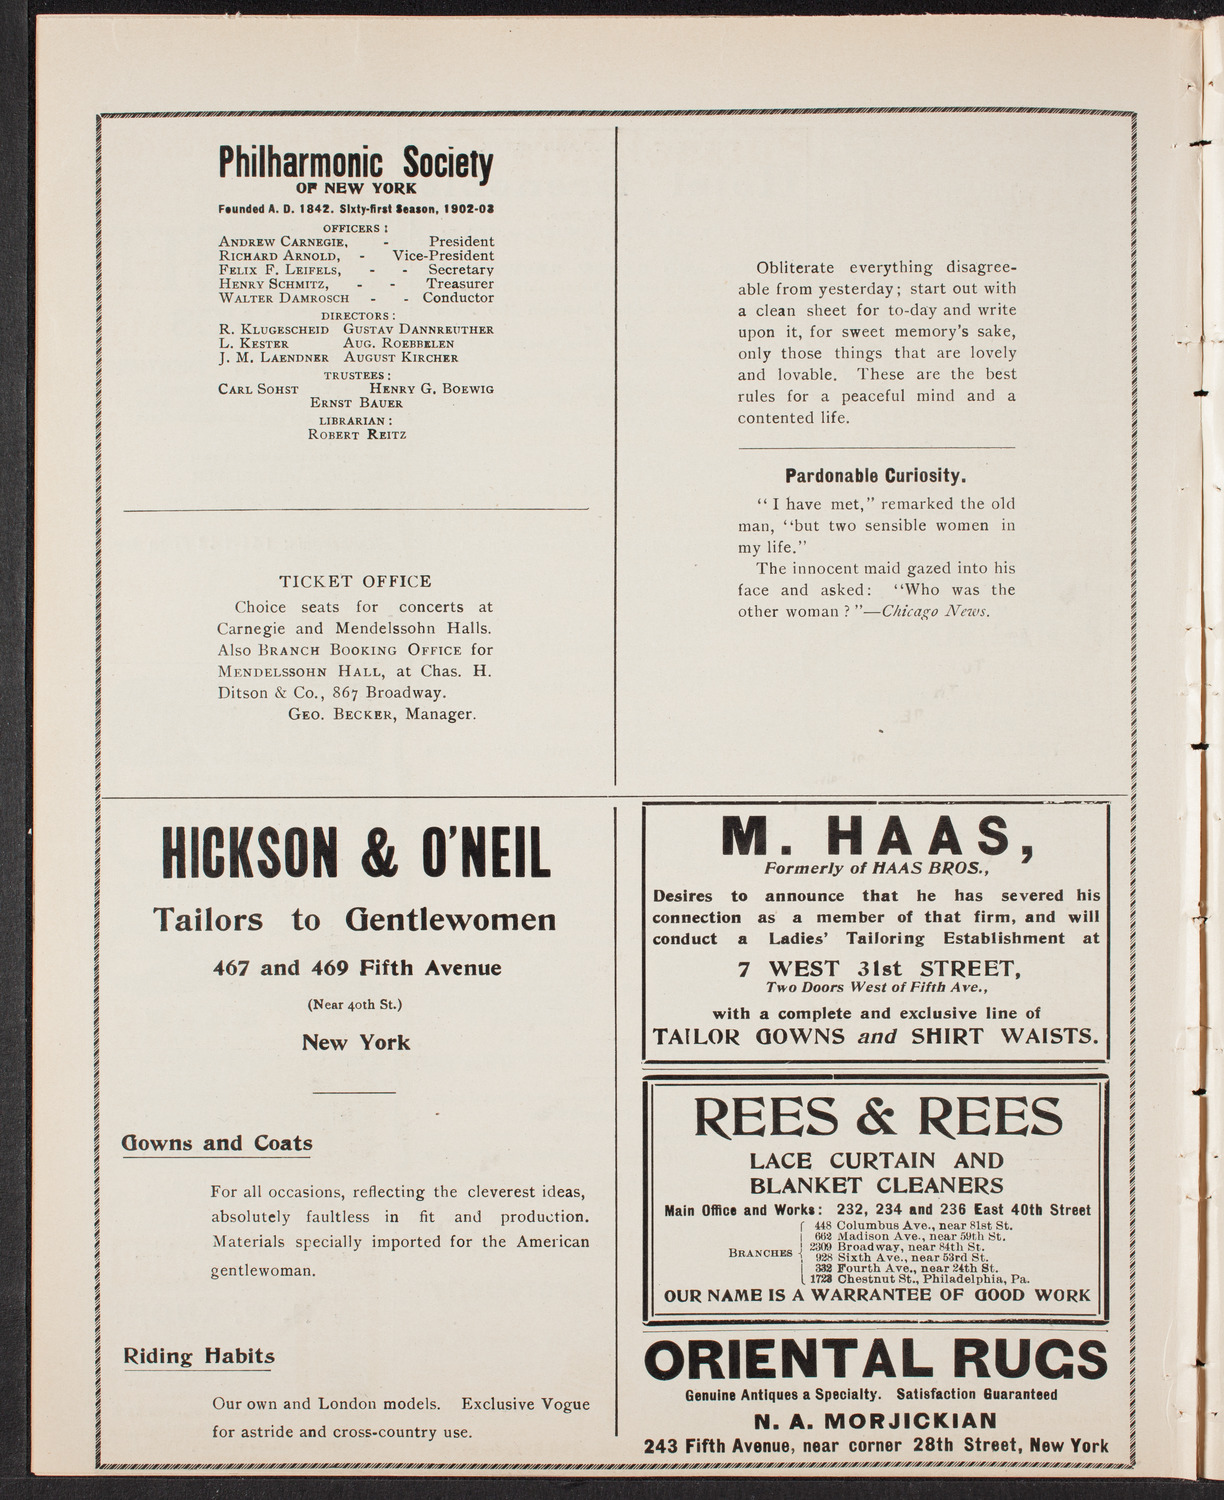 Philharmonic Society
OF NEW YORK
Founded A. D. 1842. Sixty-first Season, 1902-03
OFFICERS:
ANDREW CARNEGIE, - President
RICHARD ARNOLD, - Vice-President
FELIX F. LEIFELS, - - Secretary
HENRY SCHMITZ, - - Treasurer
WALTER DAMROSCH - - Conductor
DIRECTORS:
R. KLUGESCHEID GUSTAV DANNREUTHER
L. KESTER AUG. ROEBBELEN
J. M. LAENDNER AUGUST KIRCHER
TRUSTEES:
CARL SOHST HENRY G. BOEWIG
ERNST BAUER
LIBRARIAN:
ROBERT REITZ
TICKET OFFICE
Choice seats for concerts at
Carnegie and Mendelssohn Halls.
Also BRANCH BOOKING OFFICE for
MENDELSSOHN HALL, at Chas. H.
Ditson & Co., 867 Broadway.
GEO. BECKER, Manager.
Obliterate everything disagree-
able from yesterday; start out with
a clean sheet for to-day and write
upon it, for sweet memory's sake,
only those things that are lovely
and lovable. These are the best
rules for a peaceful mind and a
contented life.
Pardonable Curiosity.
"I have met," remarked the old
man, "but two sensible women in
my life."
The innocent maid gazed into his
face and asked: "Who was the
other woman?"—Chicago News.
HICKSON & O'NEIL
Tailors to Gentlewomen
467 and 469 Fifth Avenue
(Near 40th St.)
New York
Gowns and Coats
For all occasions, reflecting the cleverest ideas,
absolutely faultless in fit and production.
Materials specially imported for the American
gentlewoman.
Riding Habits
Our own and London models. Exclusive Vogue
for astride and cross-country use.
M. HAAS,
Formerly of HAAS BROS.,
Desires to announce that he has severed his
connection as a member of that firm, and will
conduct a Ladies' Tailoring Establishment at
7 WEST 31st STREET,
Two Doors West of Fifth Ave.,
with a complete and exclusive line of
TAILOR GOWNS and SHIRT WAISTS.
REES & REES
LACE CURTAIN AND
BLANKET CLEANERS
Main Office and Works: 232, 234 and 236 East 40th Street
BRANCHES
448 Columbus Ave., near 81st St.
662 Madison Ave., near 59th St.
2309 Broadway, near 84th St.
928 Sixth Ave., near 53rd St.
332 Fourth Ave., near 24th St.
1723 Chestnut St., Philadelphia, Pa.
OUR NAME IS A WARRANTEE OF GOOD WORK
ORIENTAL RUGS
Genuine Antiques a Specialty. Satisfaction Guaranteed
N. A. MORJICKIAN
243 Fifth Avenue, near corner 28th Street, New York